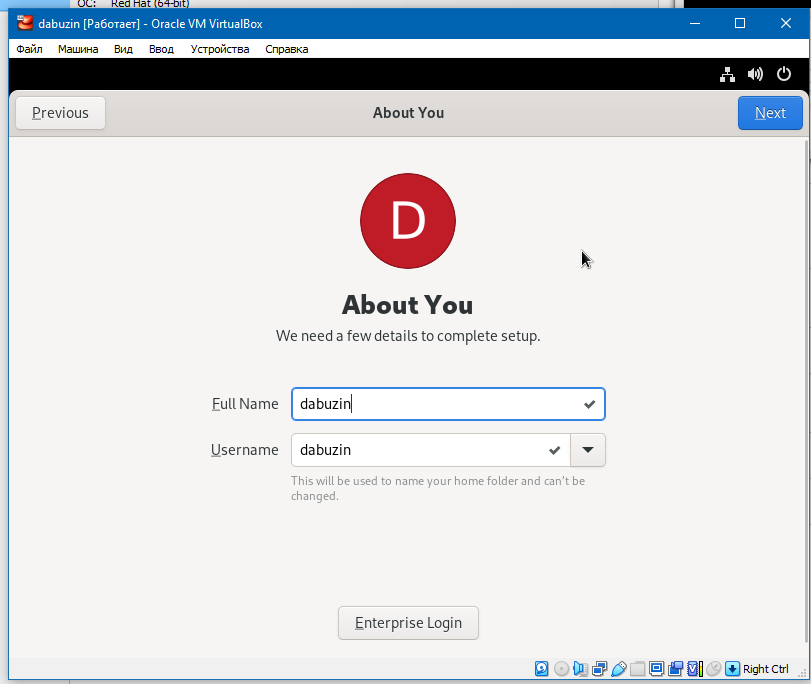 ОС: Red Hat (64-bit)
dabuzin [Работает] - Oracle VM VirtualBox
Файл Машина Вид Ввод Устройства Справка
Previous About You Next
D
About You
We need a few details to complete setup.
Full Name dabuzin
Username dabuzin
This will be used to name your home folder and can't be
changed.
Enterprise Login
Right Ctrl